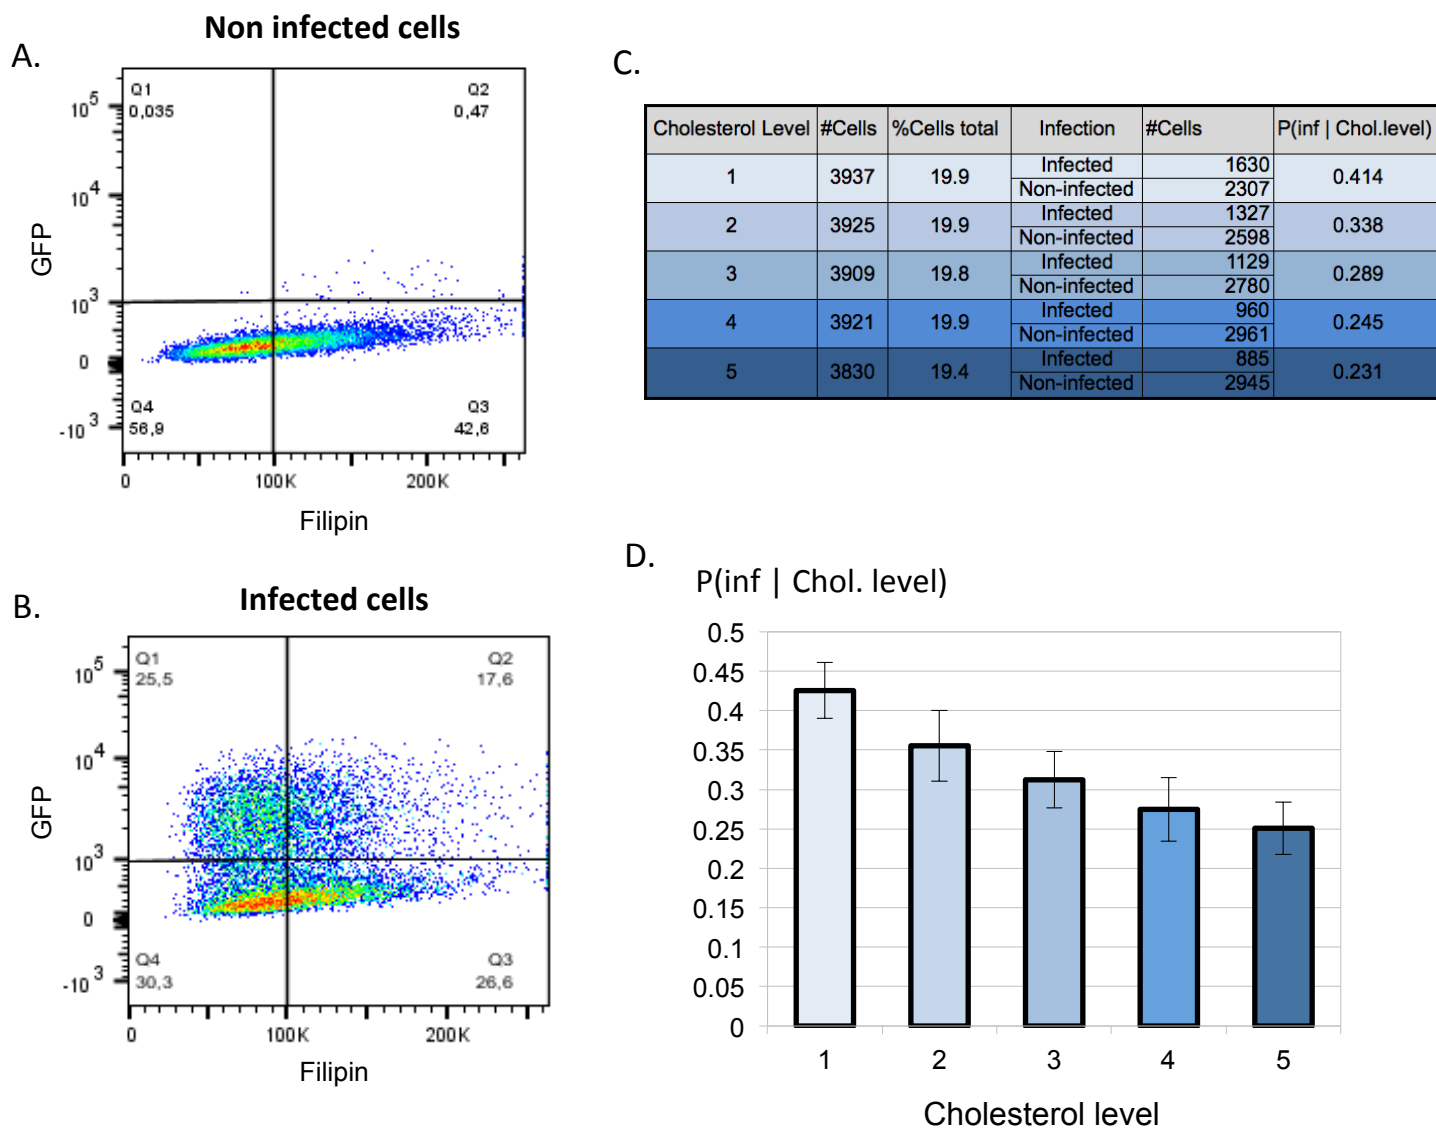 Non infected cells
A.
Q1
0,035
Q2
0,47
10^5
10^4
10^3
0
-10^3
GFP
Q4
56,9
Q3
42,6
0 100K 200K
Filipin
B.
Infected cells
Q1
25,5
Q2
17,6
10^5
10^4
10^3
0
-10^3
GFP
Q4
30,3
Q3
26,6
0 100K 200K
Filipin
C.
Cholesterol Level #Cells %Cells total Infection #Cells P(inf | Chol.level)
1 3937 19.9 Infected 1630 0.414
Non-infected 2307
2 3925 19.9 Infected 1327 0.338
Non-infected 2598
3 3909 19.8 Infected 1129 0.289
Non-infected 2780
4 3921 19.9 Infected 960 0.245
Non-infected 2961
5 3830 19.4 Infected 885 0.231
Non-infected 2945
D.
P(inf | Chol. level)
0.5
0.45
0.4
0.35
0.3
0.25
0.2
0.15
0.1
0.05
0
1 2 3 4 5
Cholesterol level